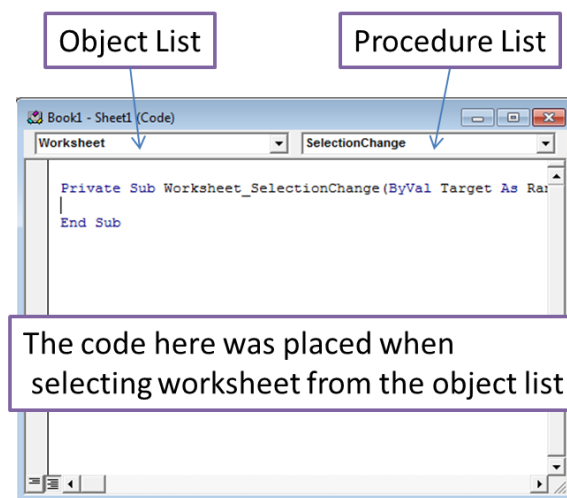 Object List
Procedure List
Book1 - Sheet1 (Code)
Worksheet
SelectionChange
Private Sub Worksheet_SelectionChange(ByVal Target As
End Sub
The code here was placed when
selecting worksheet from the object list